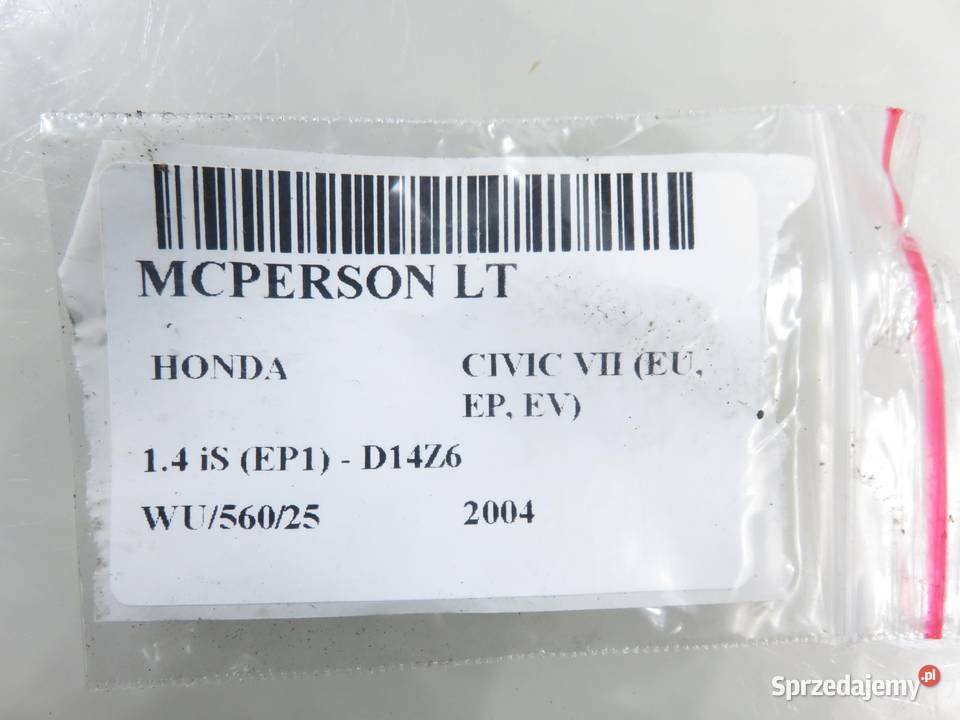 MCPERSON LT
HONDA
CIVIC VII (EU,
EP, EV)
1.4 iS (EP1) - D14Z6
WU/560/25
2004
Sprzedajemy.pl